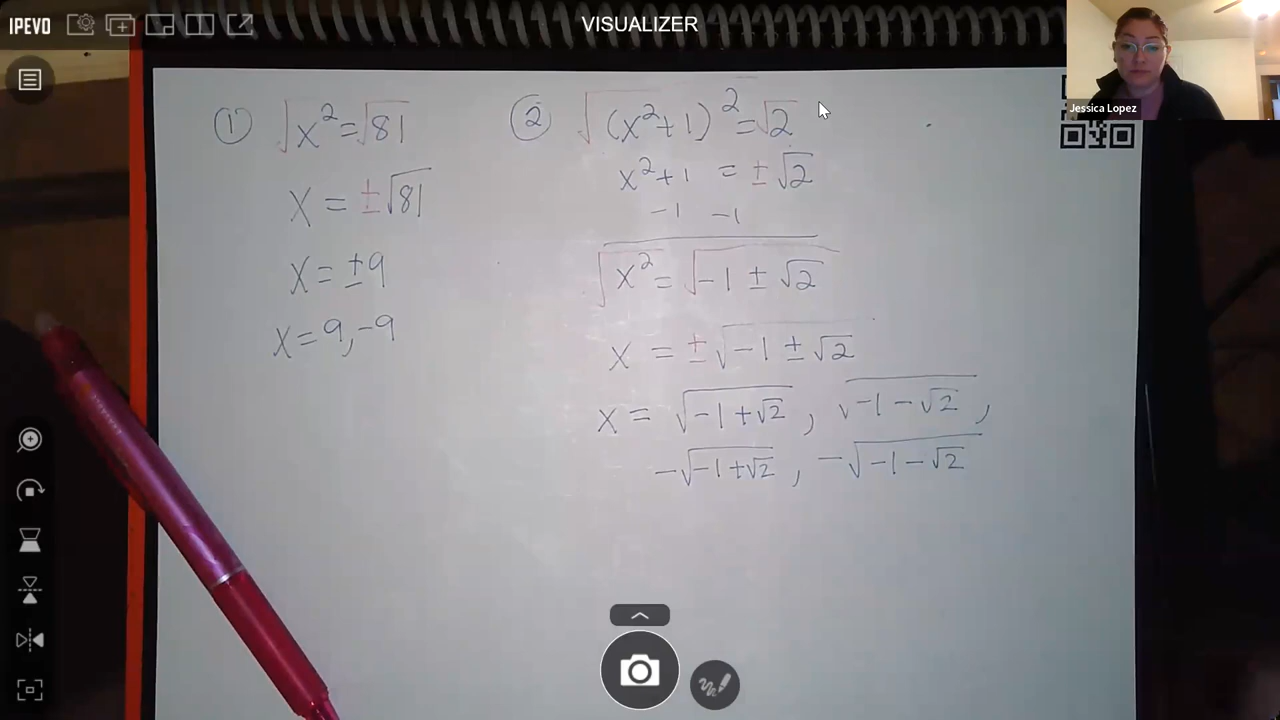 IPEVO
VISUALIZER
Jessica Lopez
① √x² = √81
x = ±√81
x = ±9
x = 9, -9
② √(x²+1)² = √2
x²+1 = ±√2
-1 -1
√x² = √-1 ± √2
x = ±√-1 ± √2
x = √-1+√2 , √-1-√2 ,
-√-1+√2 , -√-1-√2